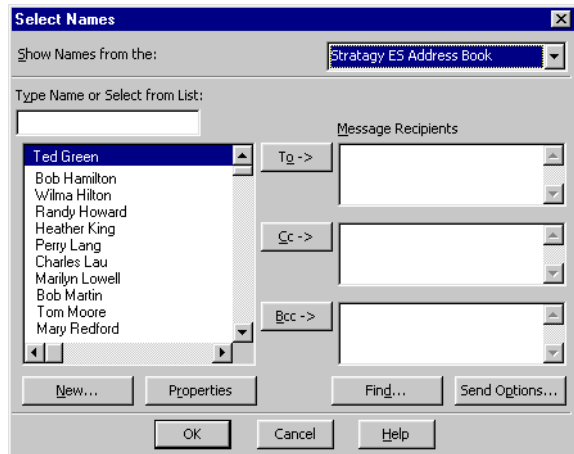 Select Names
Show Names from the:
Stratagy ES Address Book
Type Name or Select from List:
Message Recipients
Ted Green
Bob Hamilton
Wilma Hilton
Randy Howard
Heather King
Perry Lang
Charles Lau
Marilyn Lowell
Bob Martin
Tom Moore
Mary Redford
To ->
Cc ->
Bcc ->
New...
Properties
Find...
Send Options...
OK
Cancel
Help